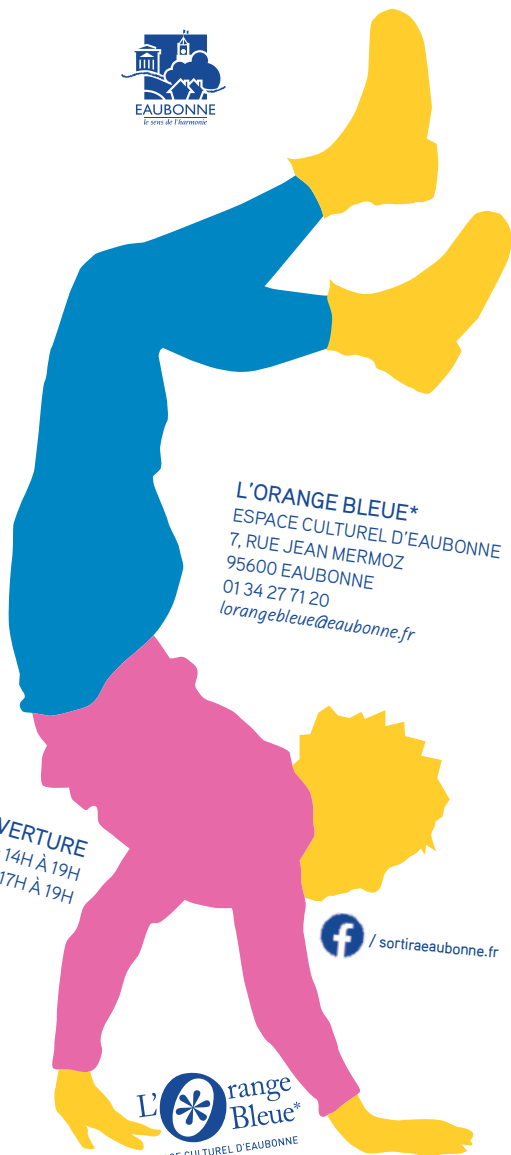 EAUBONNE
le sens de l'harmonie
L'ORANGE BLEUE*
ESPACE CULTUREL D'EAUBONNE
7, RUE JEAN MERMOZ
95600 EAUBONNE
01 34 27 71 20
lorangebleue@eaubonne.fr
14H À 19H
17H À 19H
/ sortiraeaubonne.fr
L'Orange
Bleue*
CULTUREL D'EAUBONNE